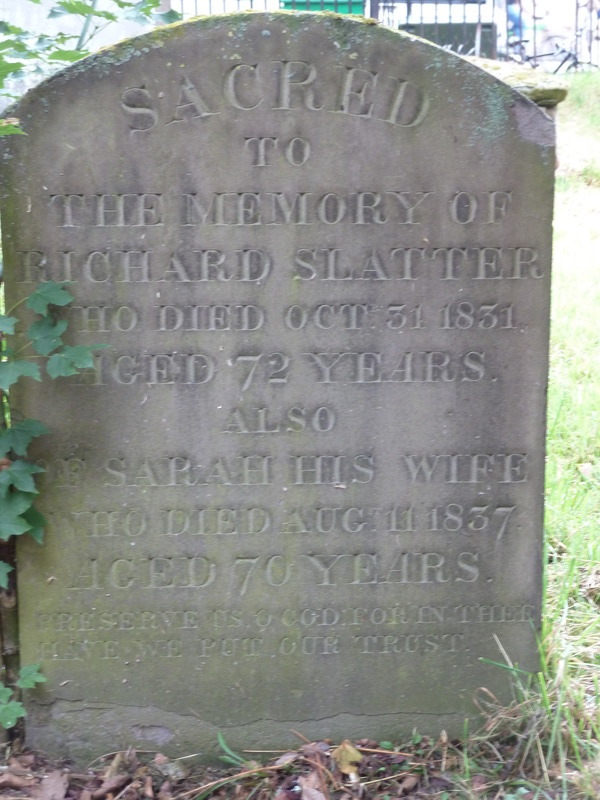 SACRED
TO
THE MEMORY OF
RICHARD SLATTER
WHO DIED OCT. 31 1831.
AGED 72 YEARS.
ALSO
OF SARAH HIS WIFE
WHO DIED AUGT. 11 1837.
AGED 70 YEARS.
PRESERVE US, O GOD: FOR IN THEE
HAVE WE PUT OUR TRUST.